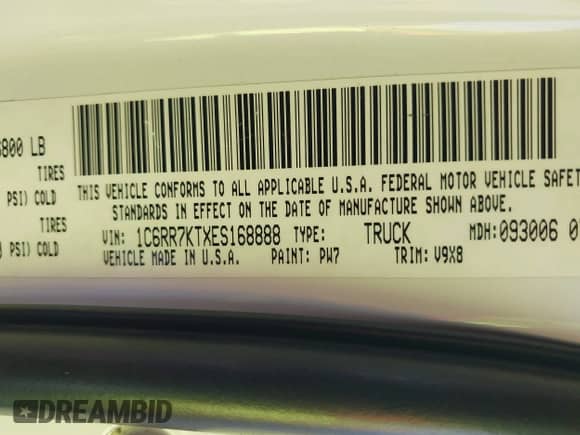 6800 LB
TIRES
PSI) COLD
TIRES
PSI) COLD
THIS VEHICLE CONFORMS TO ALL APPLICABLE U.S.A. FEDERAL MOTOR VEHICLE SAFET
STANDARDS IN EFFECT ON THE DATE OF MANUFACTURE SHOWN ABOVE.
VIN: 1C6RR7KTXES168888 TYPE: TRUCK MDH:093006 0
VEHICLE MADE IN U.S.A. PAINT: PW7 TRIM: V9X8
DREAMBID